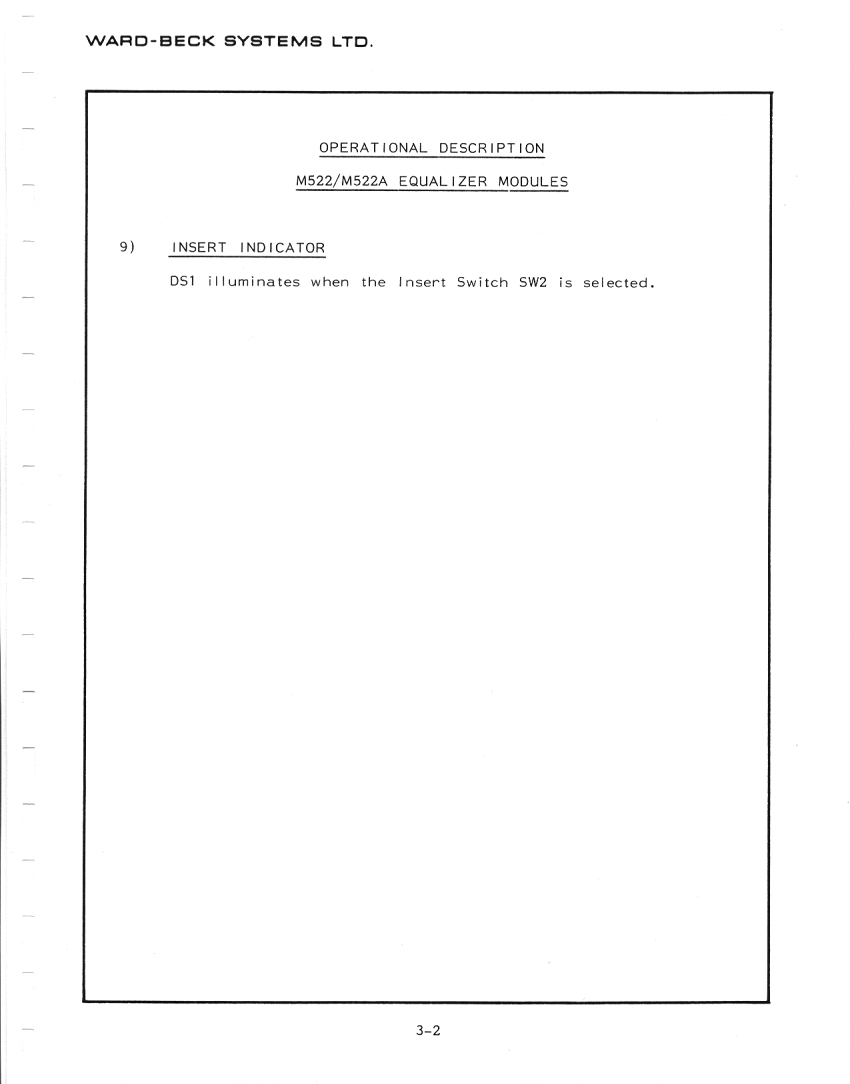 WARD-BECK SYSTEMS LTD.
OPERATIONAL DESCRIPTION
M522/M522A EQUALIZER MODULES
9) INSERT INDICATOR
DS1 illuminates when the Insert Switch SW2 is selected.
3-2